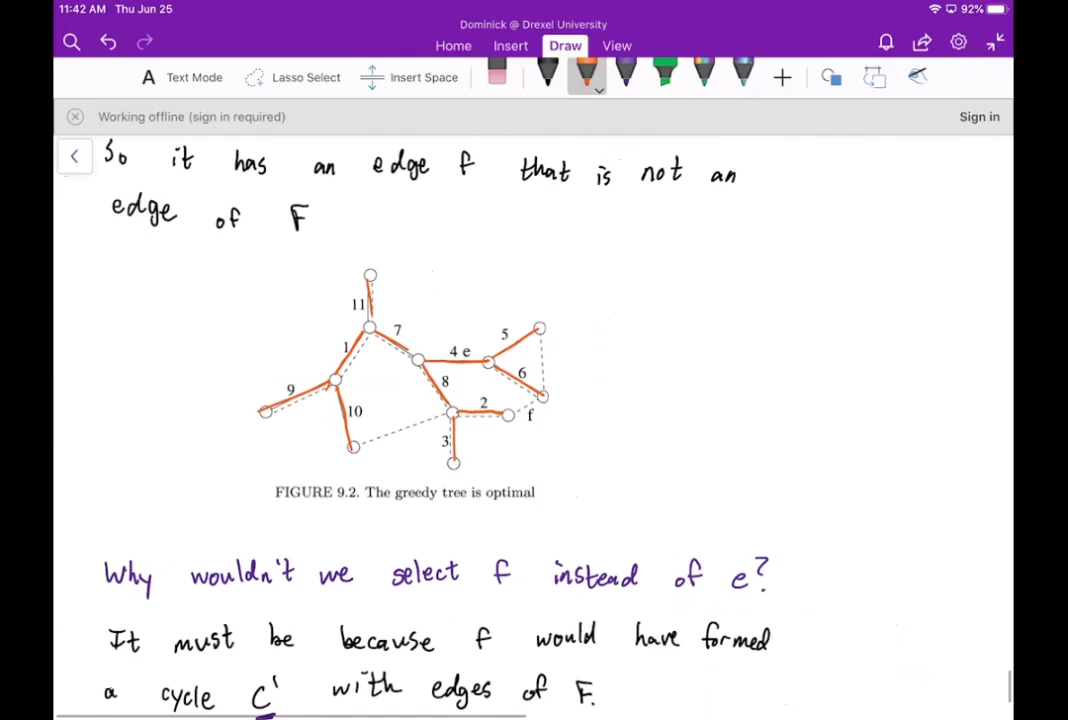 11:42 AM Thu Jun 25
92%
Dominick @ Drexel University
Home Insert Draw View
Text Mode Lasso Select Insert Space
Working offline (sign in required) Sign in
So it has an edge f that is not an
edge of F
11
7
1
4 e
5
9
8
6
10
2
f
3
FIGURE 9.2. The greedy tree is optimal
Why wouldn't we select f instead of e?
It must be because f would have formed
a cycle C' with edges of F.